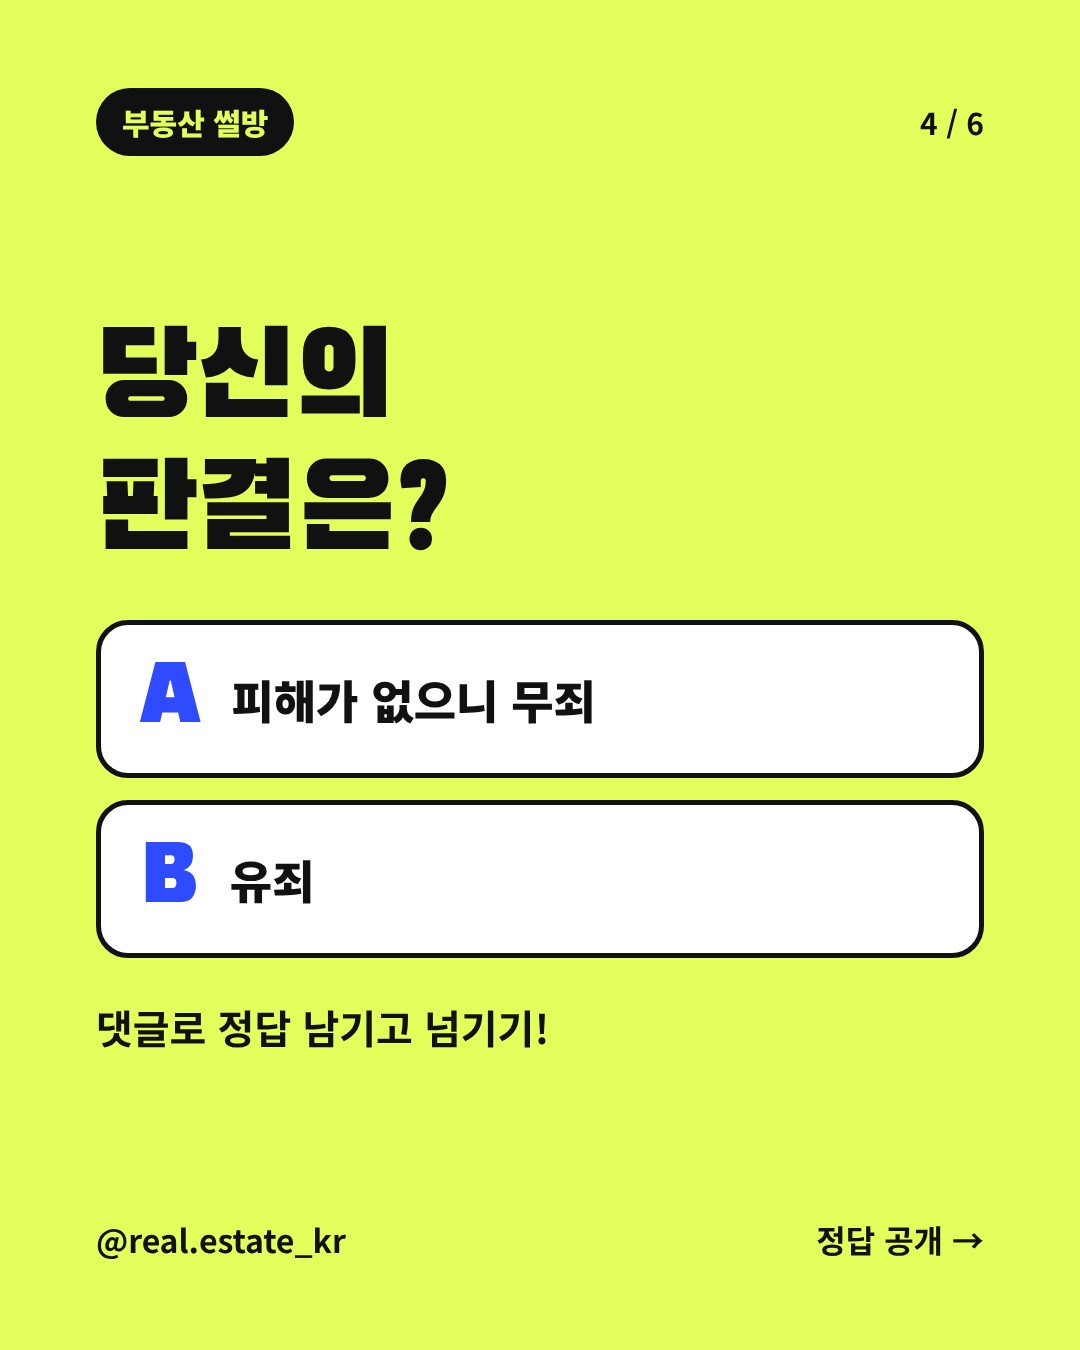 부동산 썰방
4 / 6
당신의
판결은?
A 피해가 없으니 무죄
B 유죄
댓글로 정답 남기고 넘기기!
@real.estate_kr
정답 공개 →